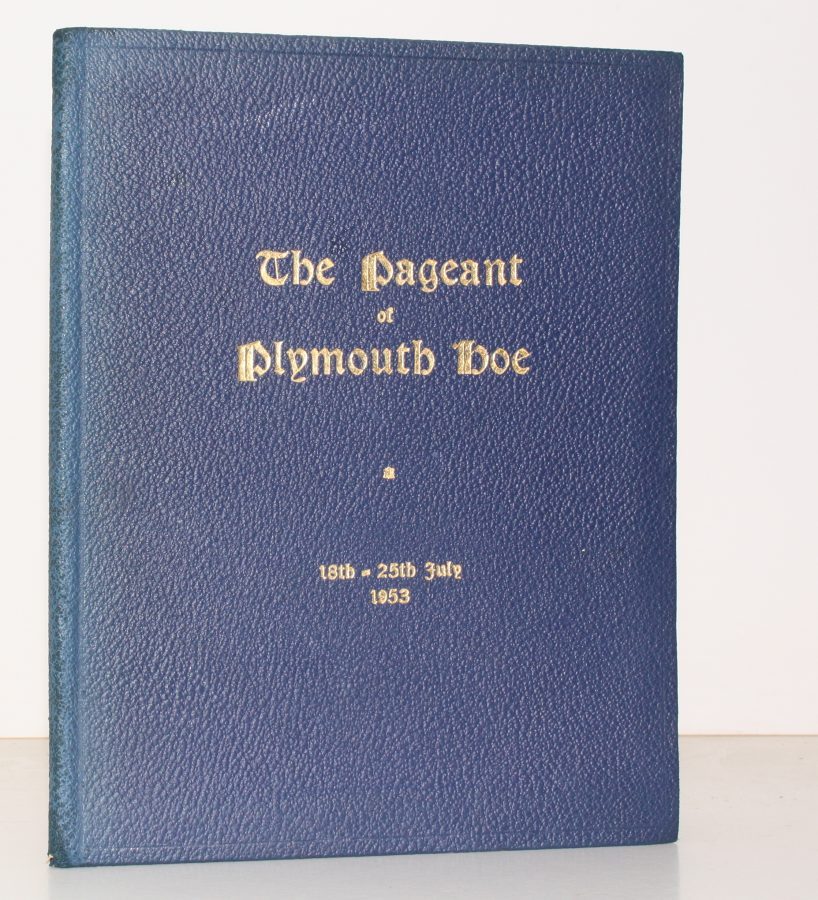 The Pageant
of
Plymouth Hoe
a
18th - 25th July
1953